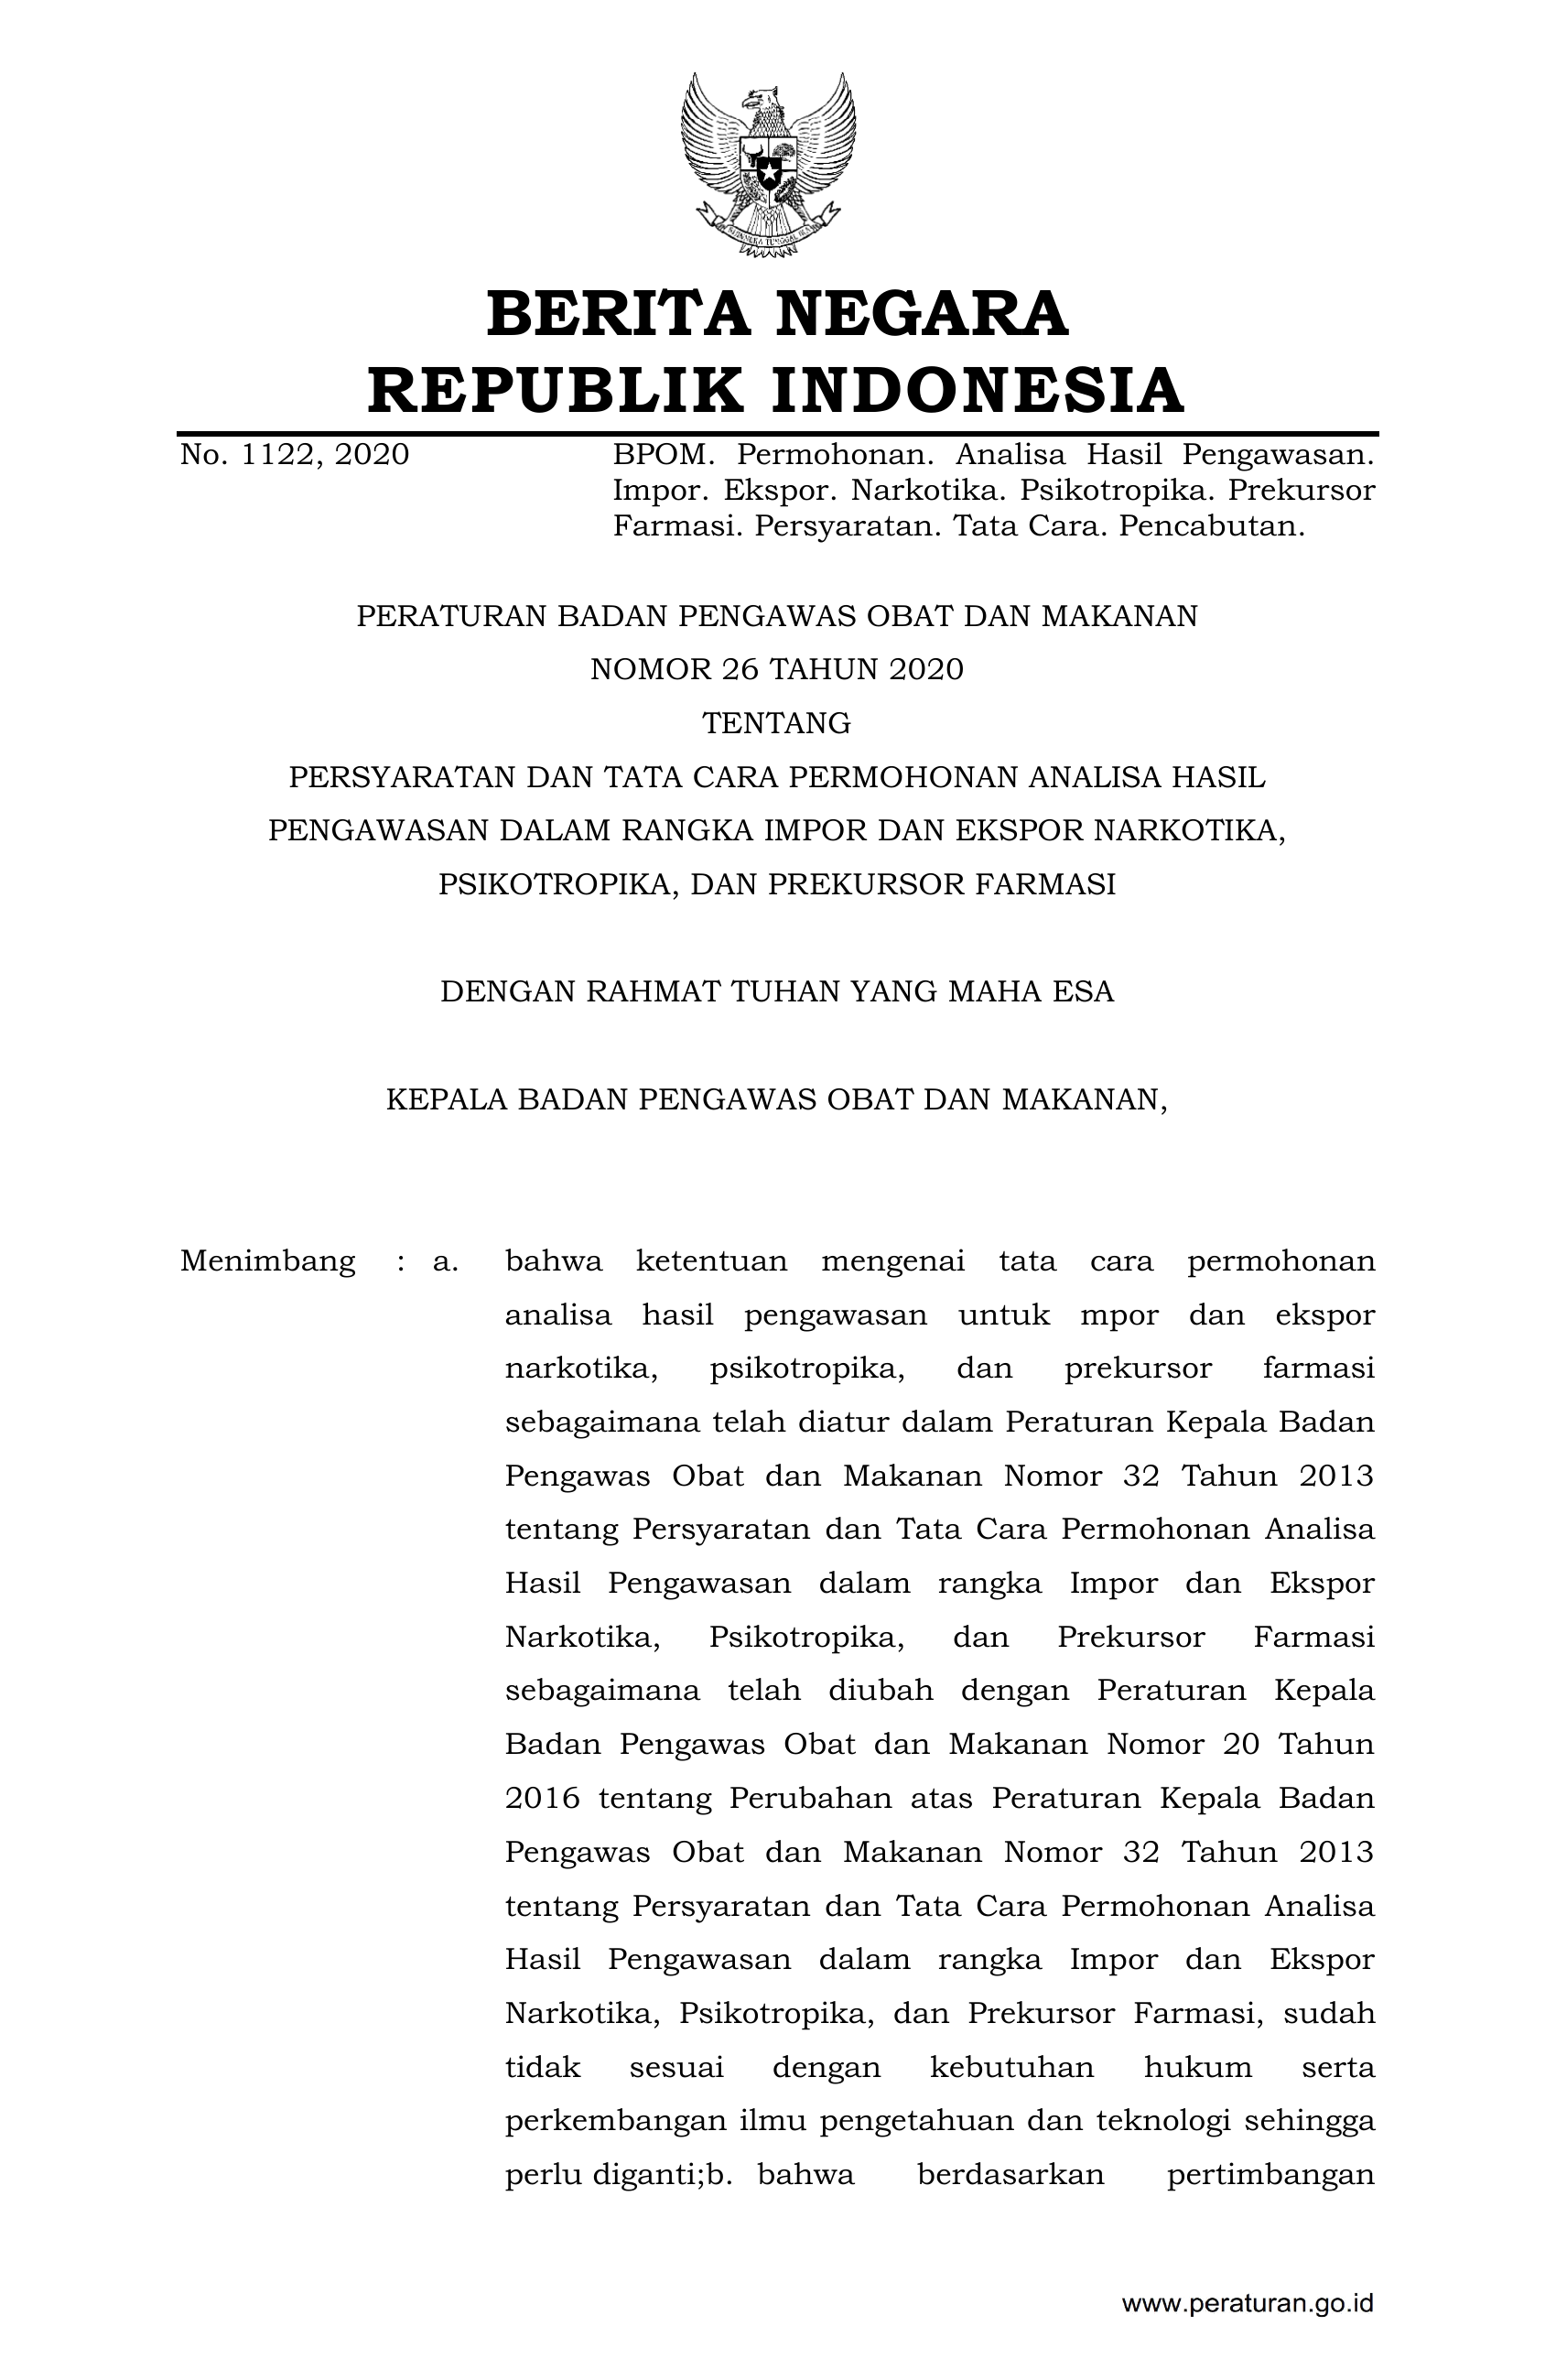 BERITA NEGARA
REPUBLIK INDONESIA
No. 1122, 2020
BPOM. Permohonan. Analisa Hasil Pengawasan.
Impor. Ekspor. Narkotika. Psikotropika. Prekursor
Farmasi. Persyaratan. Tata Cara. Pencabutan.
PERATURAN BADAN PENGAWAS OBAT DAN MAKANAN
NOMOR 26 TAHUN 2020
TENTANG
PERSYARATAN DAN TATA CARA PERMOHONAN ANALISA HASIL
PENGAWASAN DALAM RANGKA IMPOR DAN EKSPOR NARKOTIKA,
PSIKOTROPIKA, DAN PREKURSOR FARMASI
DENGAN RAHMAT TUHAN YANG MAHA ESA
KEPALA BADAN PENGAWAS OBAT DAN MAKANAN,
Menimbang : a. bahwa ketentuan mengenai tata cara permohonan
analisa hasil pengawasan untuk mpor dan ekspor
narkotika, psikotropika, dan prekursor farmasi
sebagaimana telah diatur dalam Peraturan Kepala Badan
Pengawas Obat dan Makanan Nomor 32 Tahun 2013
tentang Persyaratan dan Tata Cara Permohonan Analisa
Hasil Pengawasan dalam rangka Impor dan Ekspor
Narkotika, Psikotropika, dan Prekursor Farmasi
sebagaimana telah diubah dengan Peraturan Kepala
Badan Pengawas Obat dan Makanan Nomor 20 Tahun
2016 tentang Perubahan atas Peraturan Kepala Badan
Pengawas Obat dan Makanan Nomor 32 Tahun 2013
tentang Persyaratan dan Tata Cara Permohonan Analisa
Hasil Pengawasan dalam rangka Impor dan Ekspor
Narkotika, Psikotropika, dan Prekursor Farmasi, sudah
tidak sesuai dengan kebutuhan hukum serta
perkembangan ilmu pengetahuan dan teknologi sehingga
perlu diganti;b. bahwa berdasarkan pertimbangan
www.peraturan.go.id